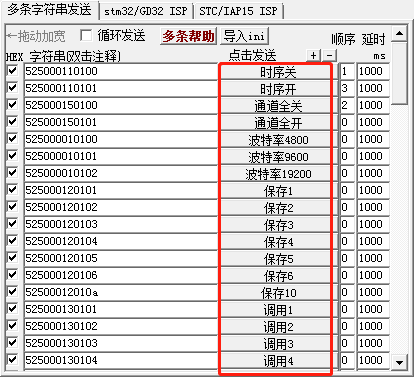 多条字符串发送 stm32/GD32 ISP STC/IAP15 ISP
←拖动加宽 循环发送 多条帮助 导入ini 顺序 延时
HEX 字符串(双击注释) 点击发送 + - ms
525000110100 时序关 1 1000
525000110101 时序开 3 1000
525000150100 通道全关 2 1000
525000150101 通道全开 0 1000
525000010100 波特率4800 0 1000
525000010101 波特率9600 0 1000
525000010102 波特率19200 0 1000
525000120101 保存1 0 1000
525000120102 保存2 0 1000
525000120103 保存3 0 1000
525000120104 保存4 0 1000
525000120105 保存5 0 1000
525000120106 保存6 0 1000
52500012010a 保存10 0 1000
525000130101 调用1 0 1000
525000130102 调用2 0 1000
525000130103 调用3 0 1000
525000130104 调用4 0 1000